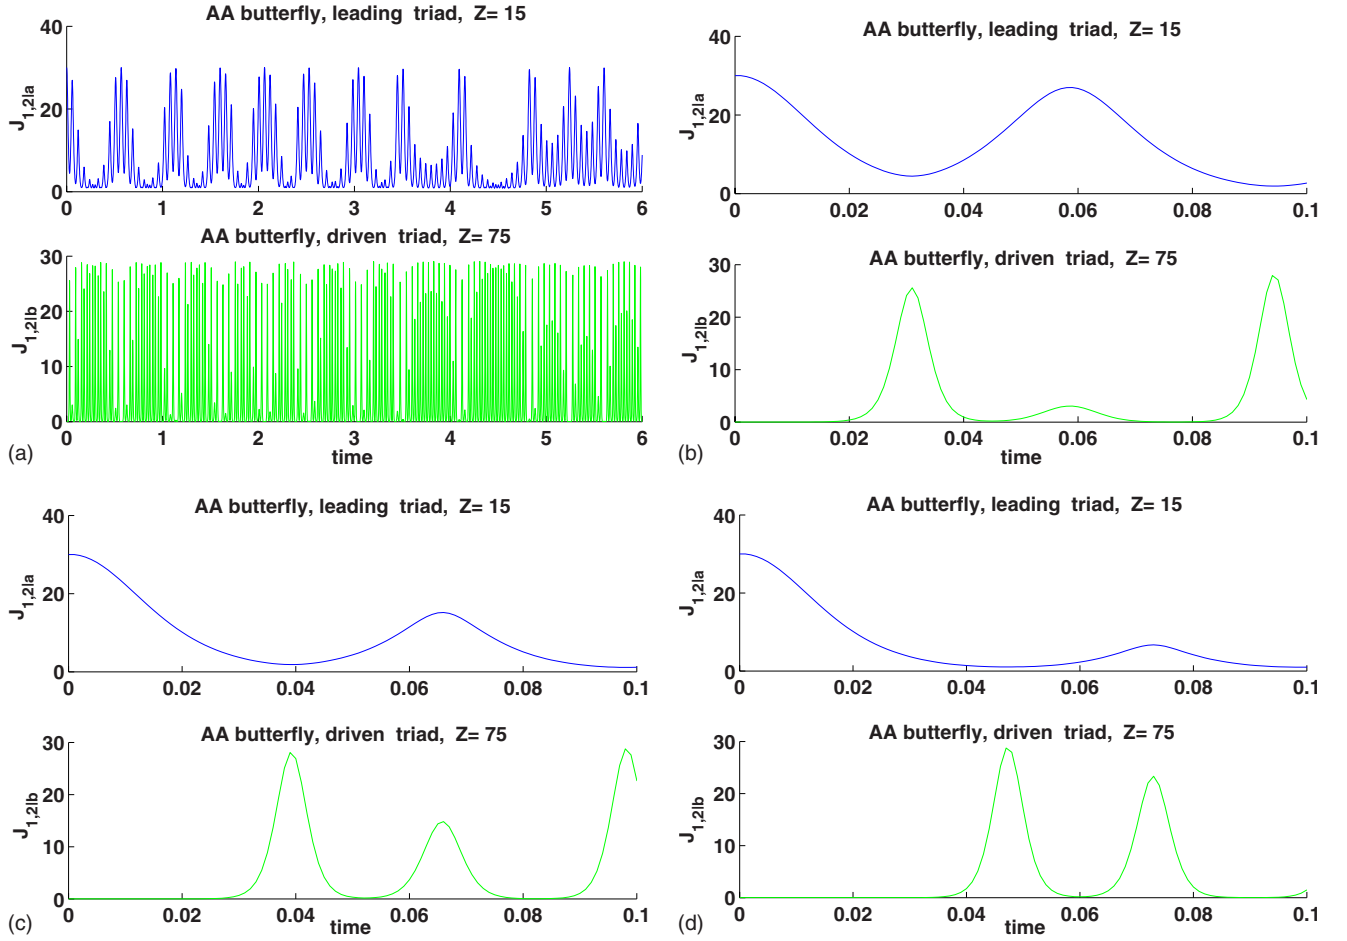 AA butterfly, leading triad, Z= 15
40
20
0
J1,2|a
0 1 2 3 4 5 6
AA butterfly, driven triad, Z= 75
30
20
10
0
J1,2|b
0 1 2 3 4 5 6
time
(a)
AA butterfly, leading triad, Z= 15
40
20
0
J1,2|a
0 0.02 0.04 0.06 0.08 0.1
AA butterfly, driven triad, Z= 75
30
20
10
0
J1,2|b
0 0.02 0.04 0.06 0.08 0.1
time
(b)
AA butterfly, leading triad, Z= 15
40
20
0
J1,2|a
0 0.02 0.04 0.06 0.08 0.1
AA butterfly, driven triad, Z= 75
30
20
10
0
J1,2|b
0 0.02 0.04 0.06 0.08 0.1
time
(c)
AA butterfly, leading triad, Z= 15
40
20
0
J1,2|a
0 0.02 0.04 0.06 0.08 0.1
AA butterfly, driven triad, Z= 75
30
20
10
0
J1,2|b
0 0.02 0.04 0.06 0.08 0.1
time
(d)